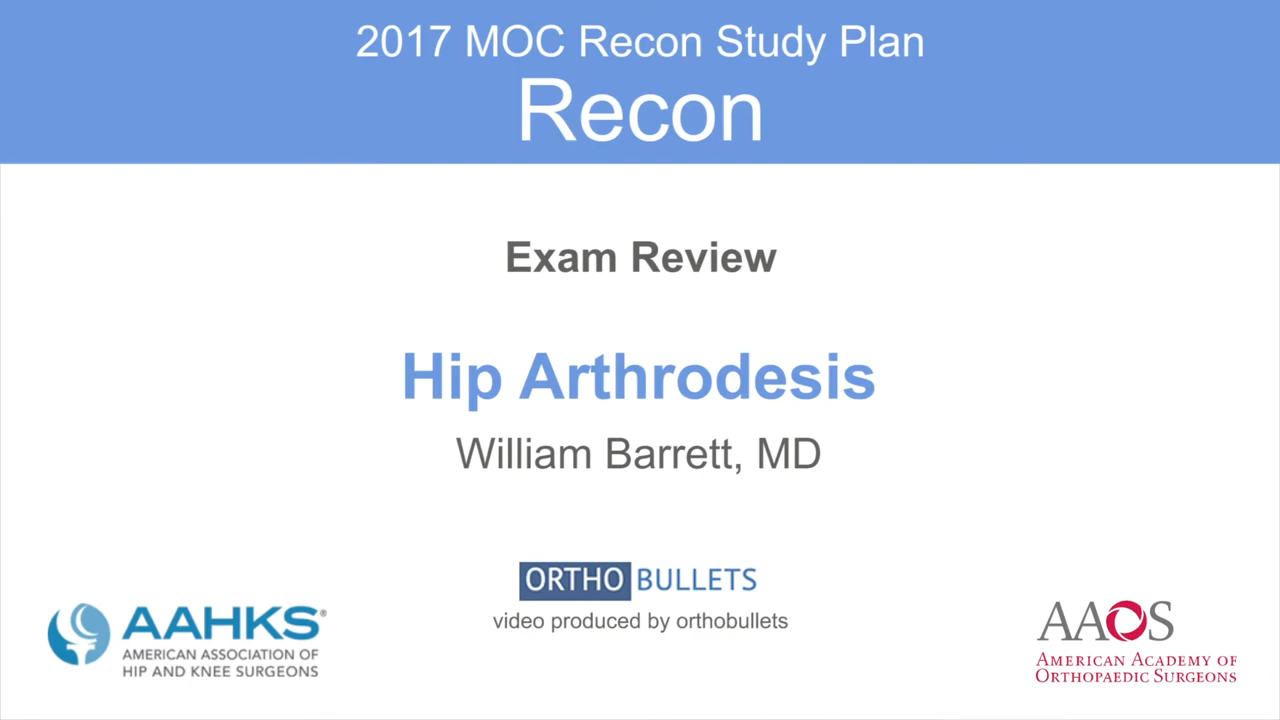 2017 MOC Recon Study Plan
Recon
Exam Review
Hip Arthrodesis
William Barrett, MD
ORTHO BULLETS
video produced by orthobullets
AAHKS®
AMERICAN ASSOCIATION OF
HIP AND KNEE SURGEONS
AAOS
AMERICAN ACADEMY OF
ORTHOPAEDIC SURGEONS